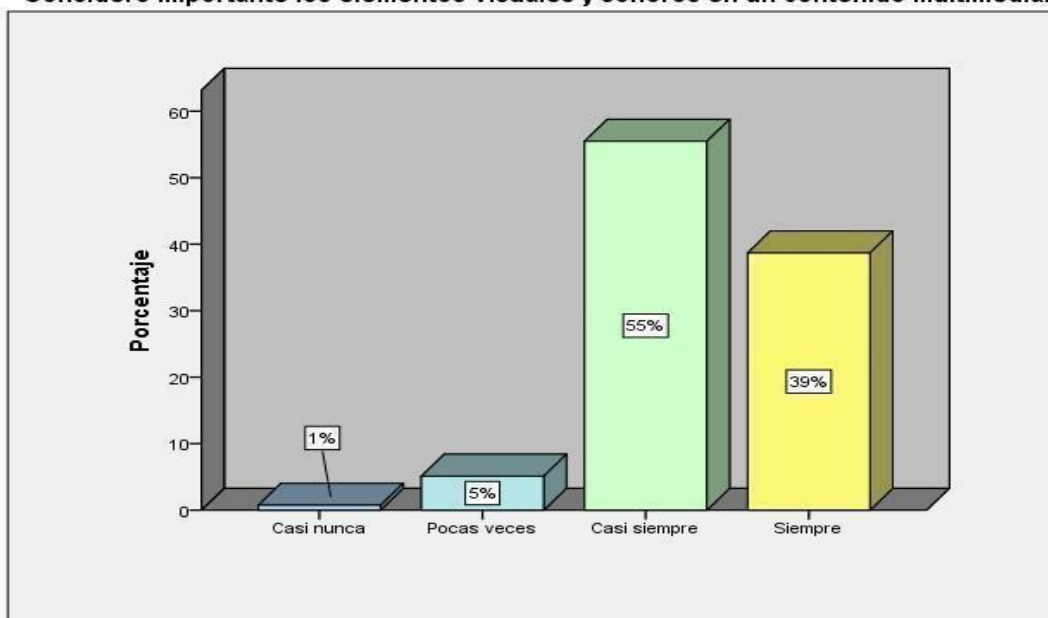 Considero importante los elementos visuales y sonoros en un contenido multimedial
Porcentaje
60
50
40
30
20
10
0
1%
5%
55%
39%
Casi nunca
Pocas veces
Casi siempre
Siempre